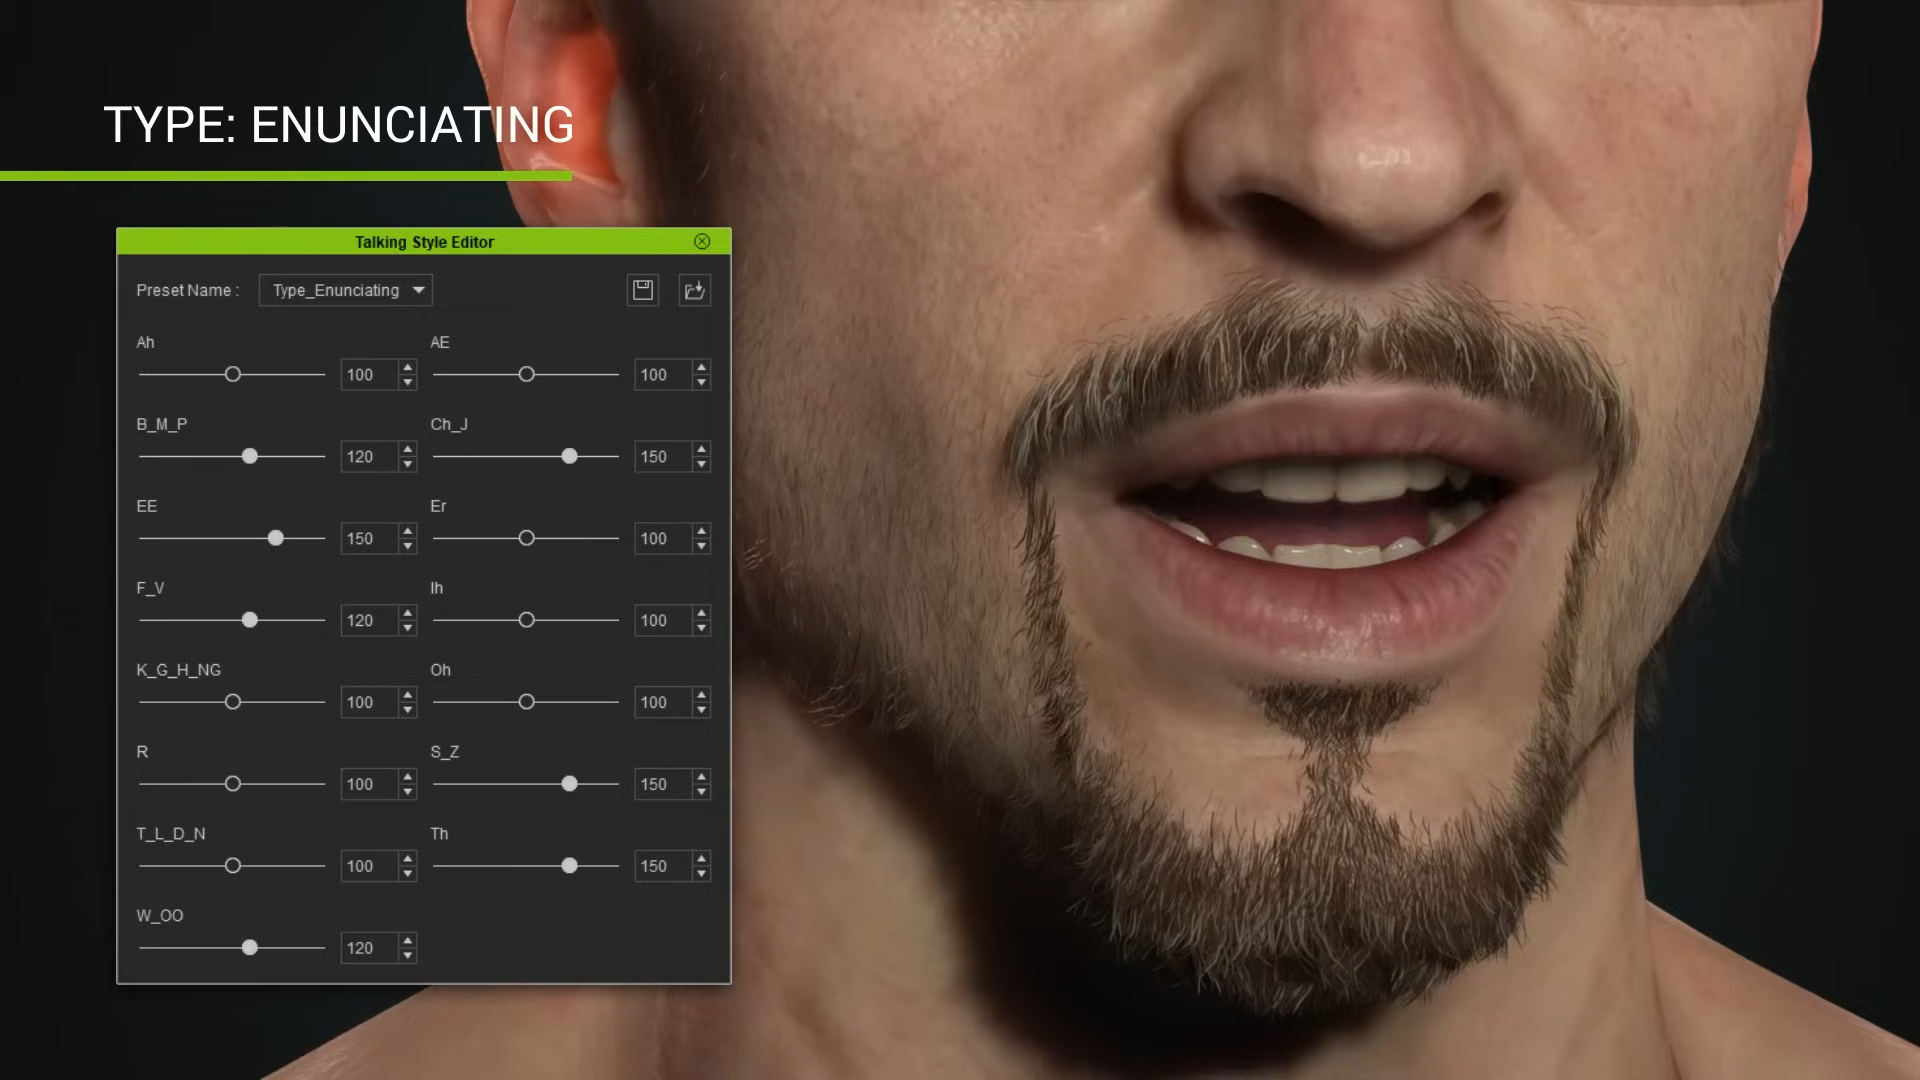 TYPE: ENUNCIATING
Talking Style Editor
Preset Name : Type_Enunciating
Ah AE
100 100
B_M_P Ch_J
120 150
EE Er
150 100
F_V Ih
120 100
K_G_H_NG Oh
100 100
R S_Z
100 150
T_L_D_N Th
100 150
W_OO
120